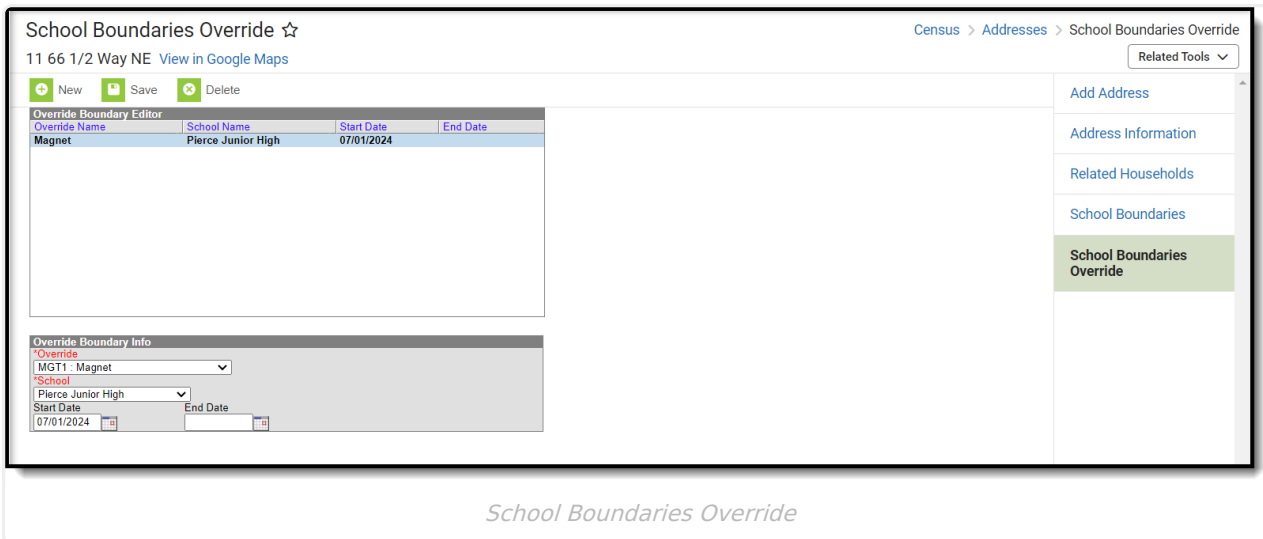 School Boundaries Override
Census > Addresses > School Boundaries Override
11 66 1/2 Way NE View in Google Maps
Related Tools
New Save Delete
Override Boundary Editor
Override Name School Name Start Date End Date
Magnet Pierce Junior High 07/01/2024
Add Address
Address Information
Related Households
School Boundaries
School Boundaries
Override
Override Boundary Info
*Override
MGT1 : Magnet
*School
Pierce Junior High
Start Date End Date
07/01/2024
School Boundaries Override